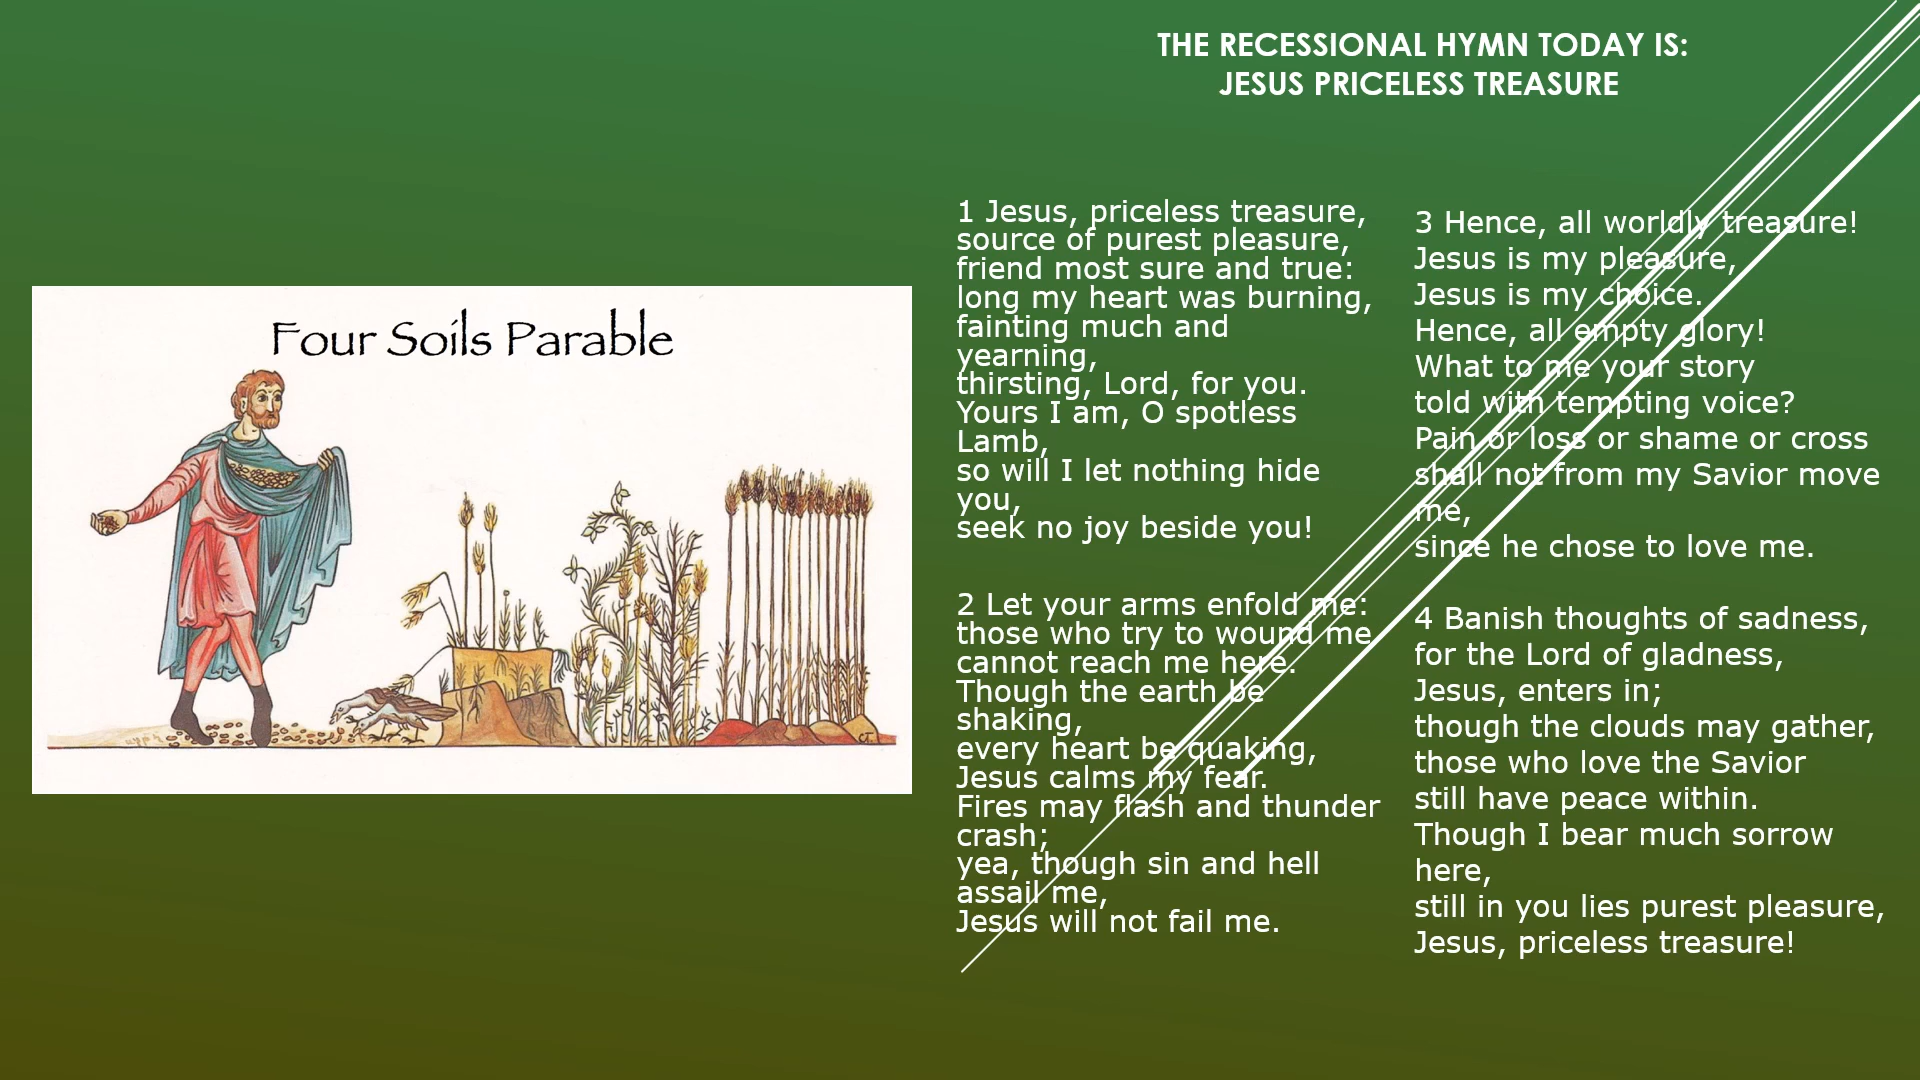 THE RECESSIONAL HYMN TODAY IS:
JESUS PRICELESS TREASURE
Four Soils Parable
CT
1 Jesus, priceless treasure,
source of purest pleasure,
friend most sure and true:
long my heart was burning,
fainting much and
yearning,
thirsting, Lord, for you.
Yours I am, O spotless
Lamb,
so will I let nothing hide
you,
seek no joy beside you!
2 Let your arms enfold me:
those who try to wound me
cannot reach me here.
Though the earth be
shaking,
every heart be quaking,
Jesus calms my fear.
Fires may flash and thunder
crash;
yea, though sin and hell
assail me,
Jesus will not fail me.
3 Hence, all worldly treasure!
Jesus is my pleasure,
Jesus is my choice.
Hence, all empty glory!
What to me your story
told with tempting voice?
Pain or loss or shame or cross
shall not from my Savior move
me,
since he chose to love me.
4 Banish thoughts of sadness,
for the Lord of gladness,
Jesus, enters in;
though the clouds may gather,
those who love the Savior
still have peace within.
Though I bear much sorrow
here,
still in you lies purest pleasure,
Jesus, priceless treasure!